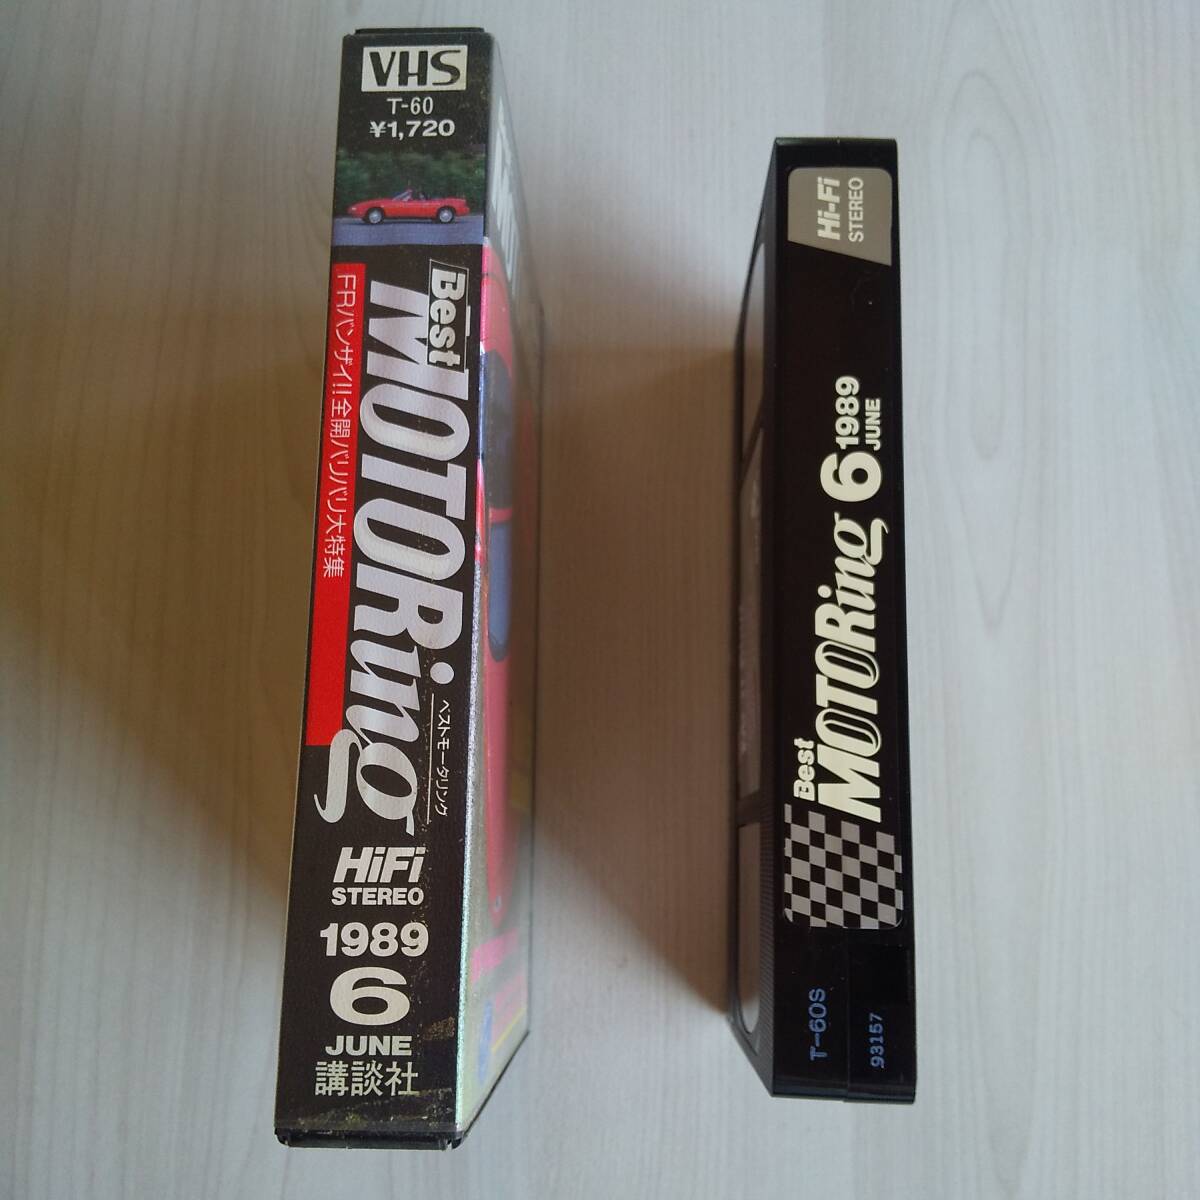 VHS
T-60
¥1,720
Best
MOTORing
ベストモータリング
FRバンザイ!!全開バリバリ大特集
HiFi
STEREO
1989
6
JUNE
講談社
Hi-Fi
STEREO
Best
MOTORing
6
1989
JUNE
T-60S
93157